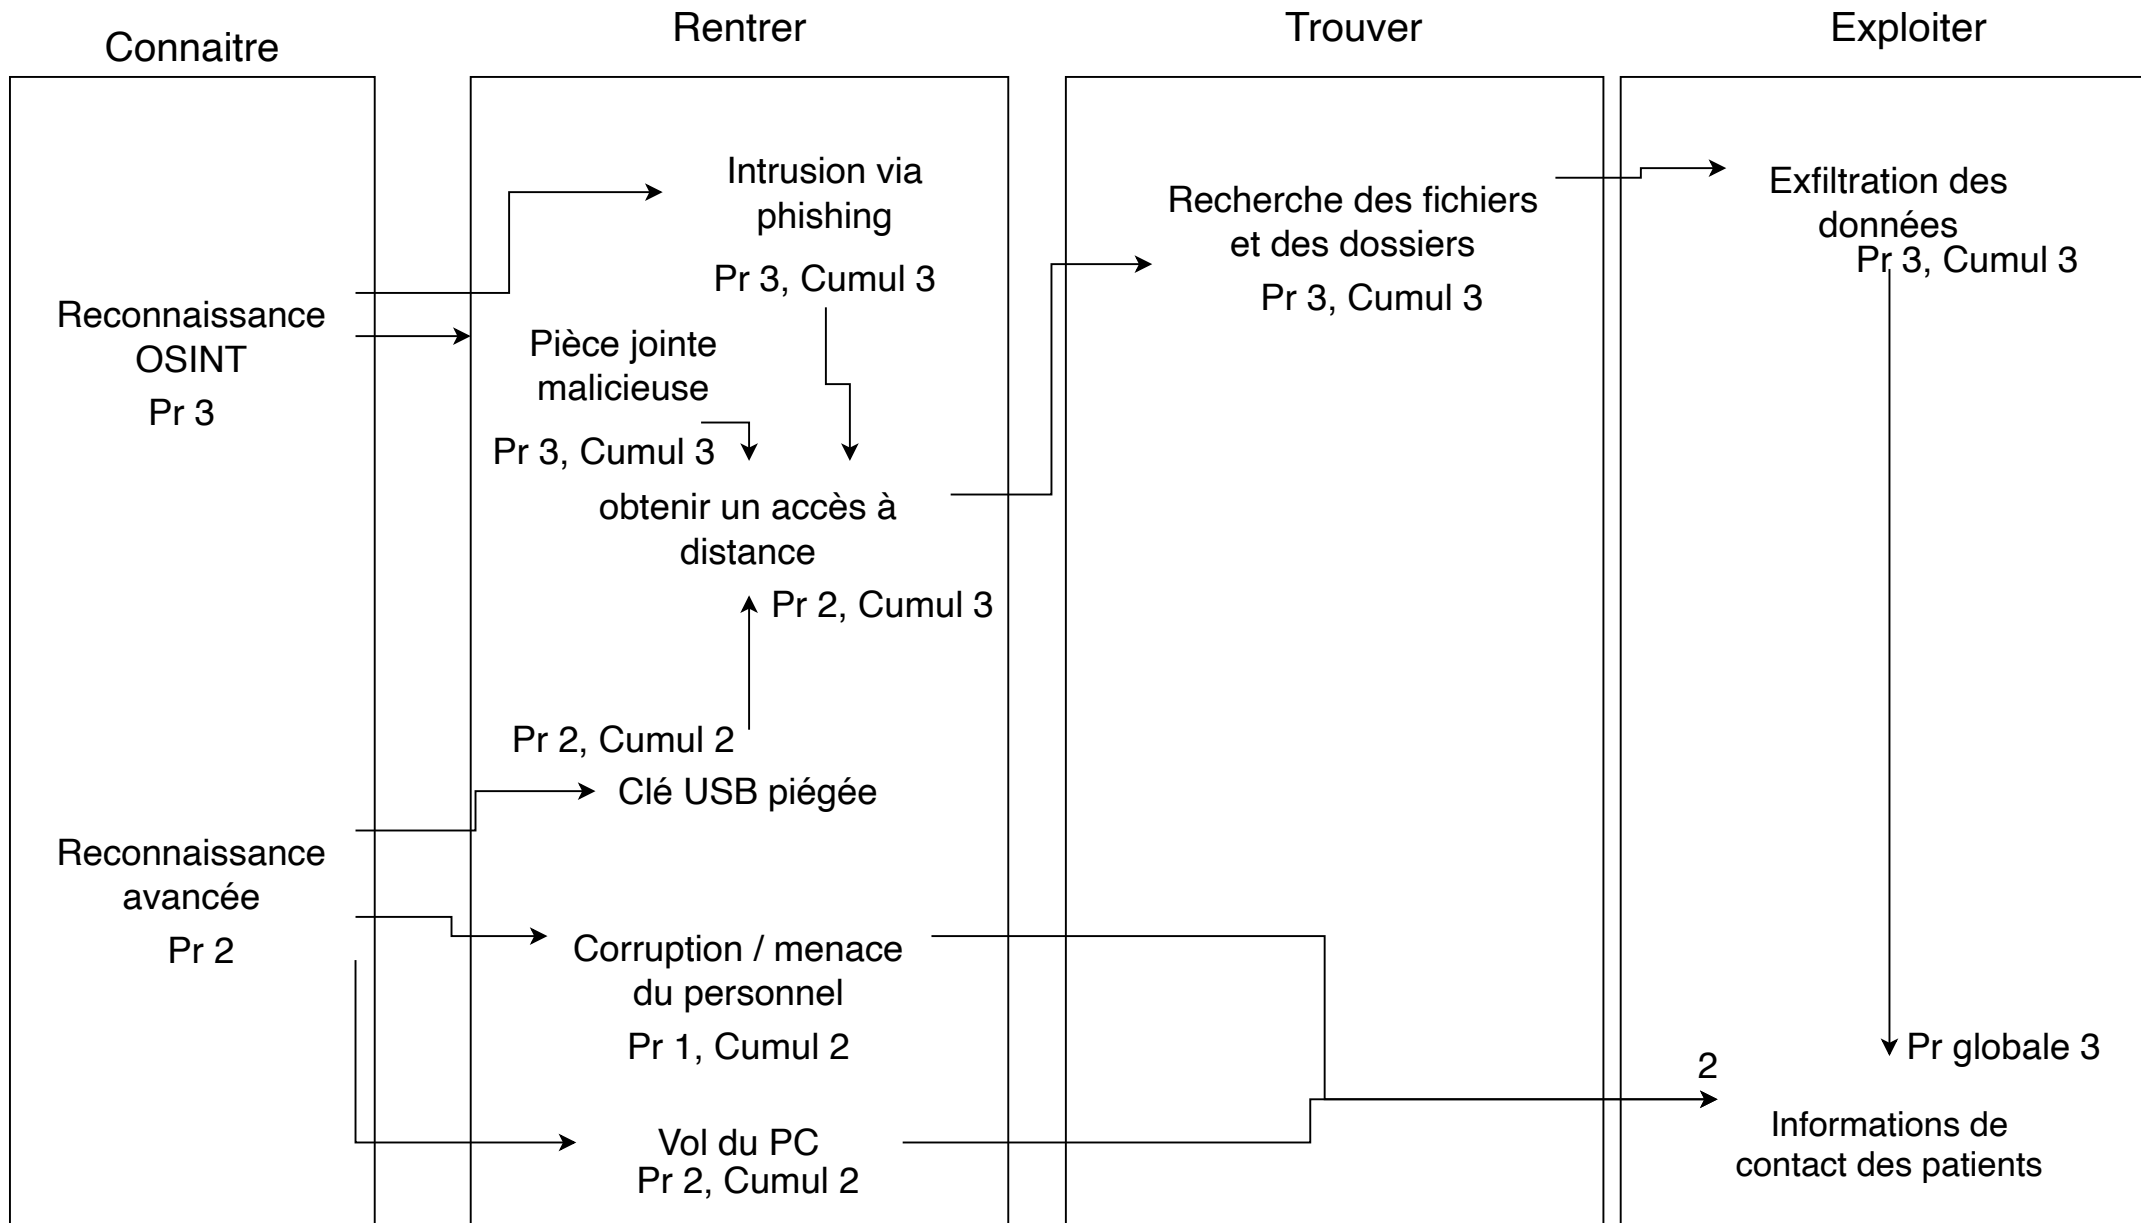 Connaitre
Rentrer
Trouver
Exploiter
Reconnaissance
OSINT
Pr 3
Reconnaissance
avancée
Pr 2
Intrusion via
phishing
Pr 3, Cumul 3
Pièce jointe
malicieuse
Pr 3, Cumul 3
obtenir un accès à
distance
Pr 2, Cumul 3
Pr 2, Cumul 2
Clé USB piégée
Corruption / menace
du personnel
Pr 1, Cumul 2
Vol du PC
Pr 2, Cumul 2
Recherche des fichiers
et des dossiers
Pr 3, Cumul 3
Exfiltration des
données
Pr 3, Cumul 3
Pr globale 3
2
Informations de
contact des patients